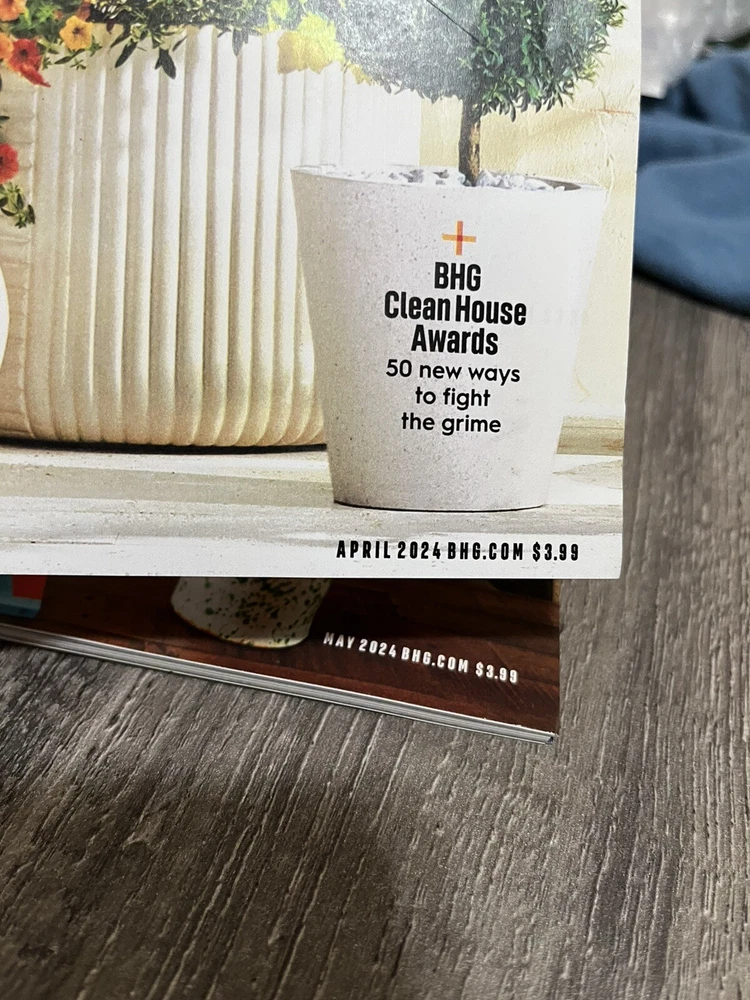 BHG
Clean House
Awards
50 new ways
to fight
the grime
APRIL 2024 BHG.COM $3.99
MAY 2024 BHG.COM $3.99